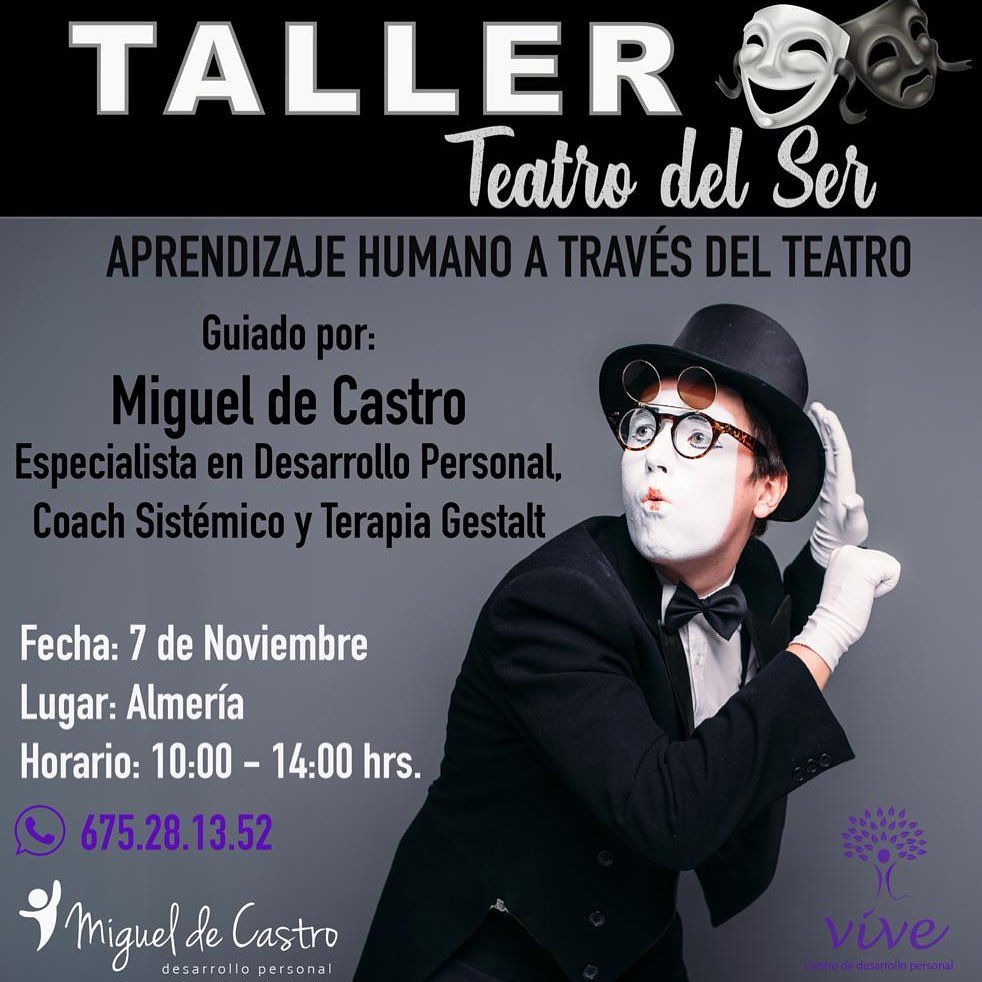 TALLER
Teatro del Ser
APRENDIZAJE HUMANO A TRAVÉS DEL TEATRO
Guiado por:
Miguel de Castro
Especialista en Desarrollo Personal,
Coach Sistémico y Terapia Gestalt
Fecha: 7 de Noviembre
Lugar: Almería
Horario: 10:00 - 14:00 hrs.
675.28.13.52
Miguel de Castro
desarrollo personal
vive
Centro de desarrollo personal